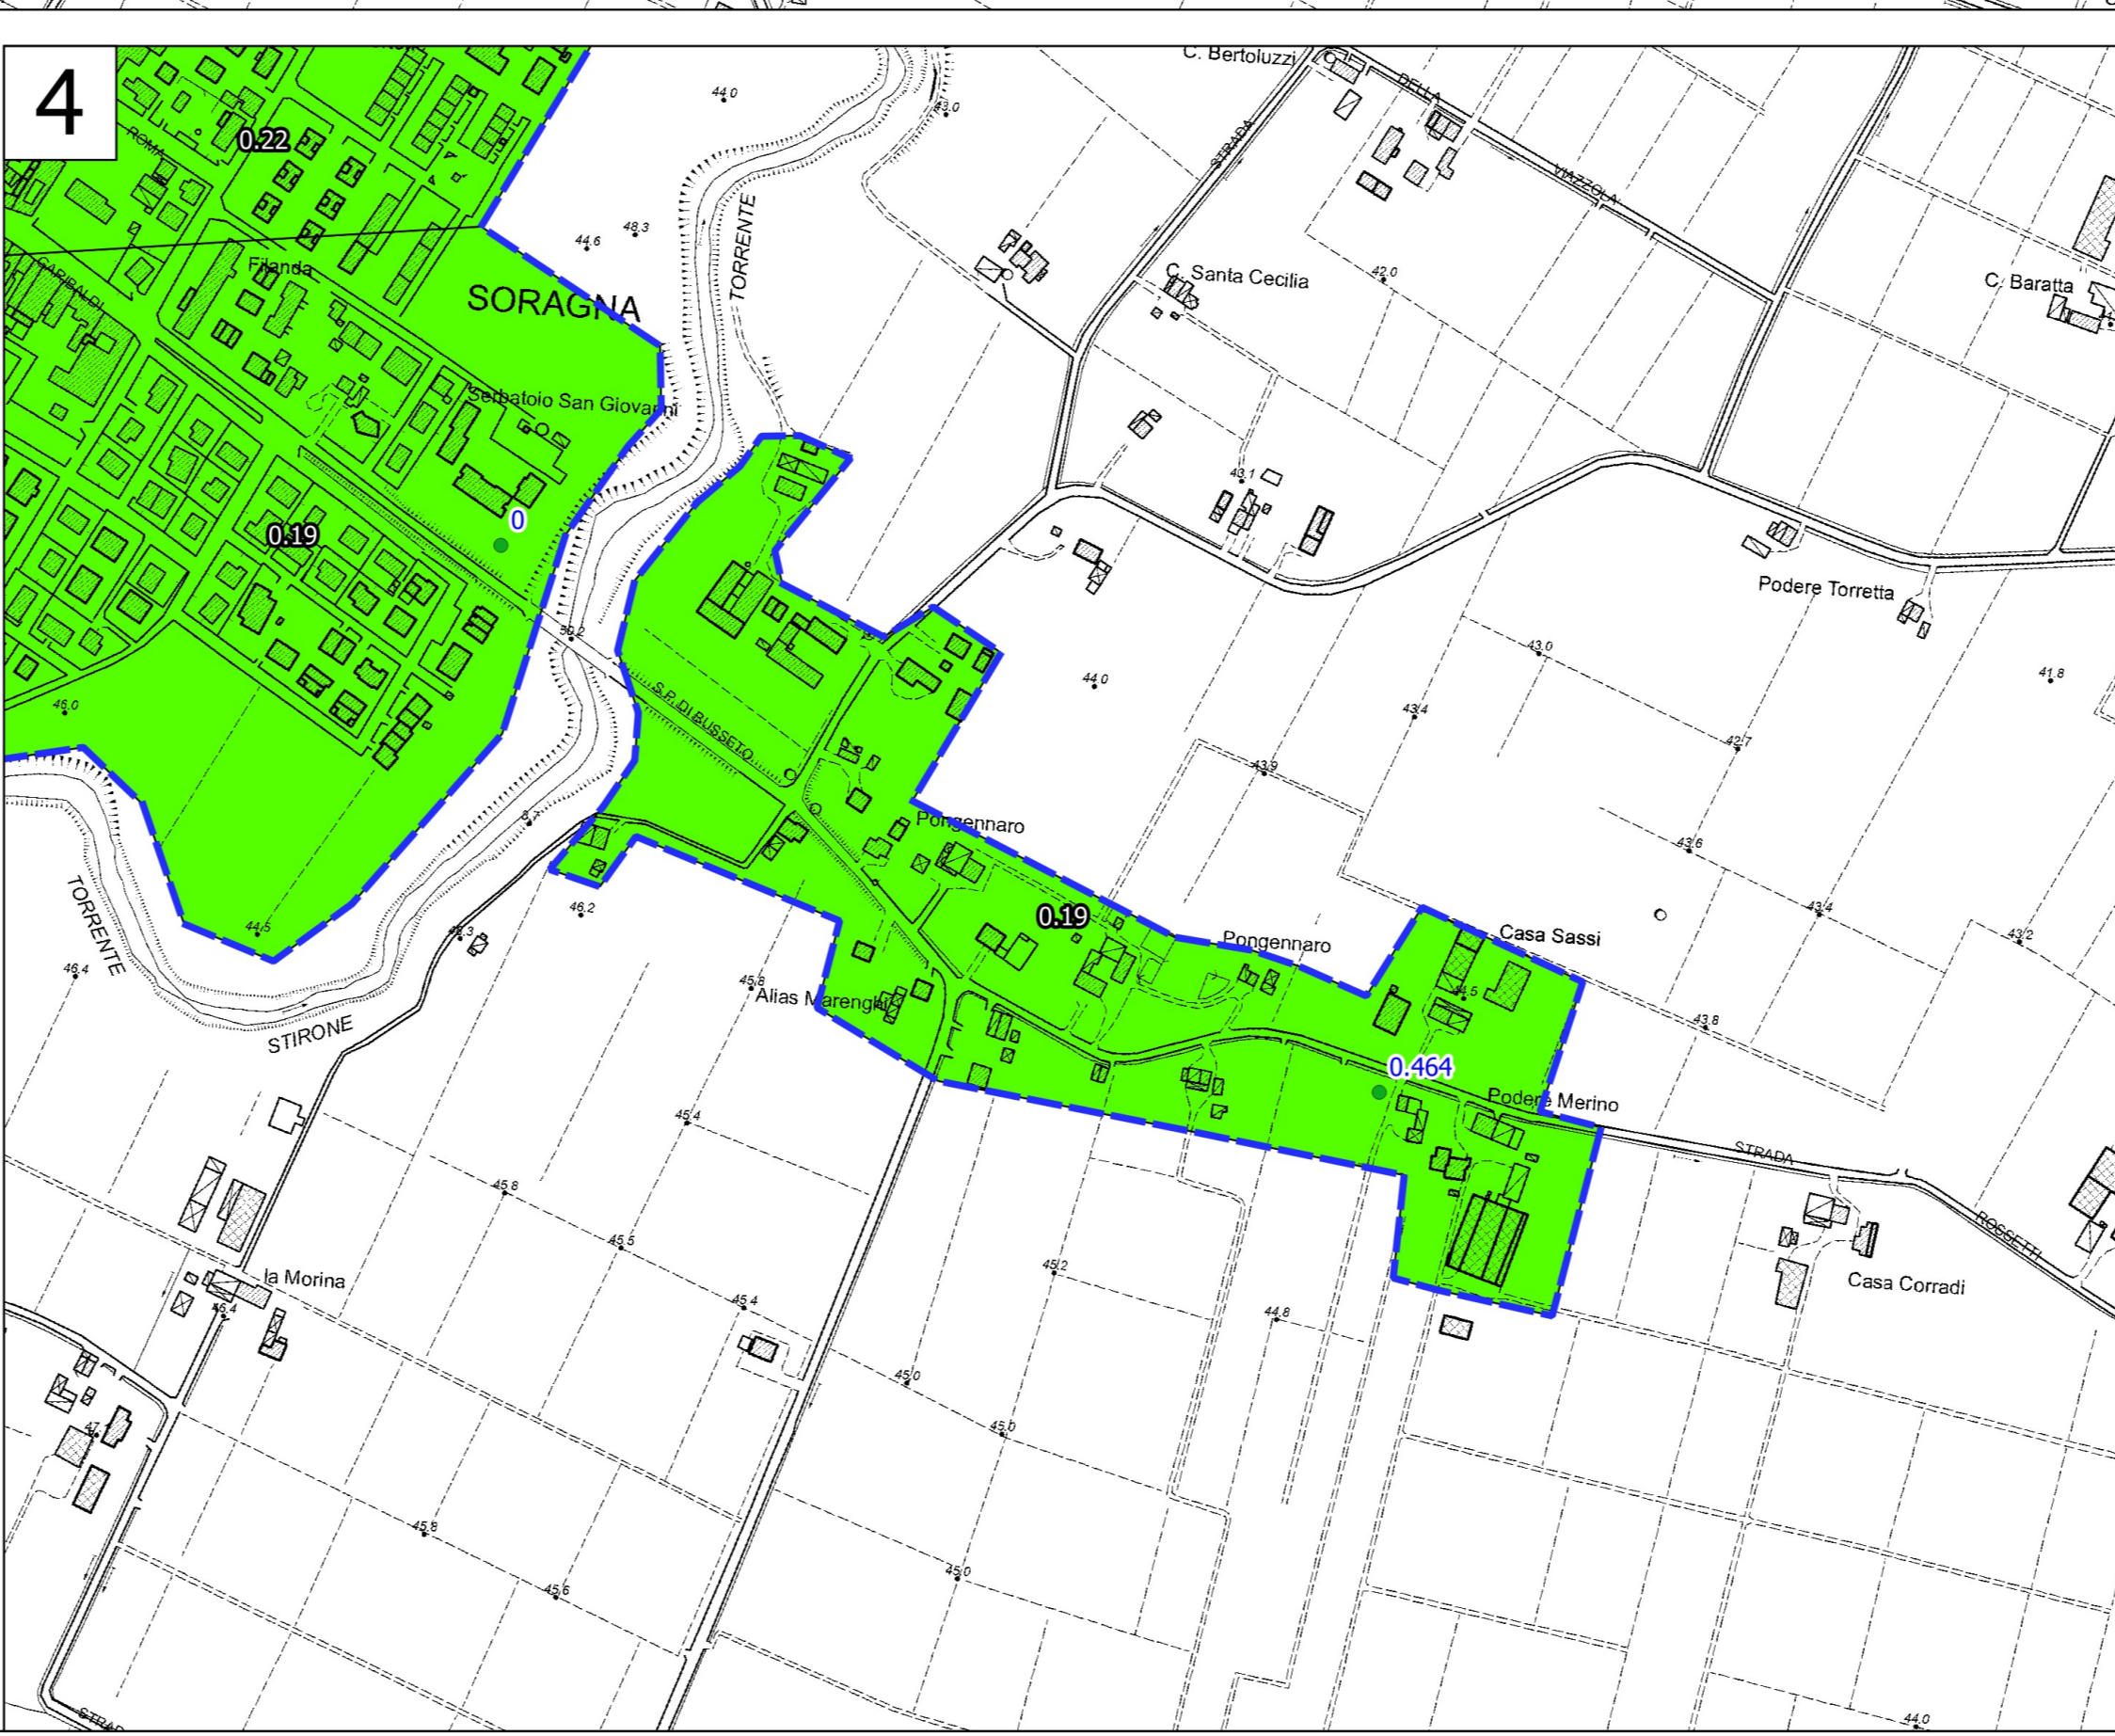 4
C. Bertoluzzi
DELLA
44.0
43.0
0.22
ROMA
STRADA
VIAZZOLA
48.3
44.6
TORRENTE
Filanda
GARIBALDI
SORAGNA
C. Santa Cecilia
42.0
C. Baratta
Serbatoio San Giovanni
43.1
0
0.19
Podere Torretta
50.2
43.0
44.0
41.8
S.P. DI BUSSETO
46.0
43.4
42.7
43.9
Pongennaro
43.6
TORRENTE
46.2
0.19
43.4
44.5
Casa Sassi
43.2
Pongennaro
46.4
45.8
Alias Marenghi
44.5
43.8
STIRONE
0.464
Podere Merino
45.4
STRADA
45.8
ROSSETTI
45.5
45.2
la Morina
Casa Corradi
45.4
44.8
45.0
45.0
45.8
45.0
45.6
44.0